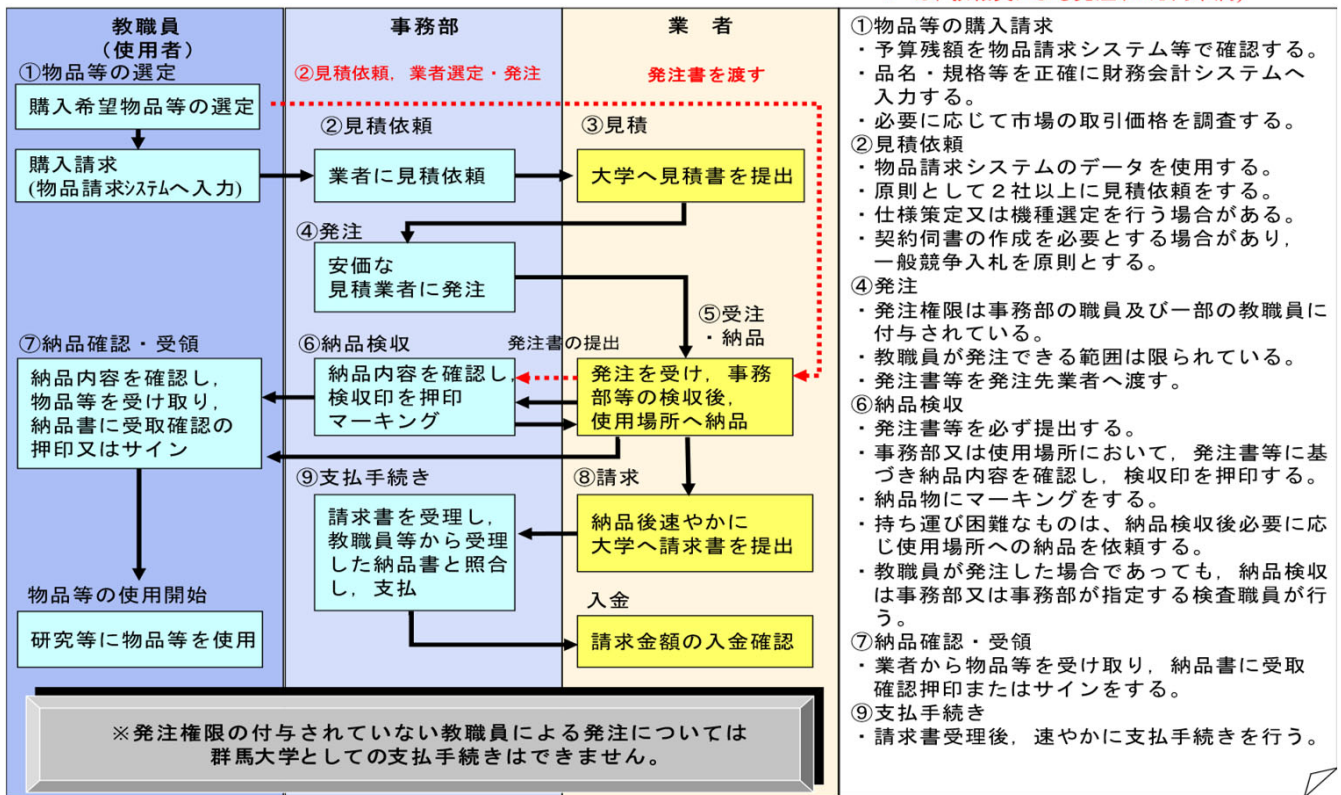 教職員
（使用者）
①物品等の選定
購入希望物品等の選定
購入請求
(物品請求ｼｽﾃﾑへ入力)
⑦納品確認・受領
納品内容を確認し，
物品等を受け取り，
納品書に受取確認の
押印又はサイン
物品等の使用開始
研究等に物品等を使用
事務部
②見積依頼，業者選定・発注
②見積依頼
業者に見積依頼
④発注
安価な
見積業者に発注
⑥納品検収
納品内容を確認し，
検収印を押印
マーキング
⑨支払手続き
請求書を受理し，
教職員等から受理
した納品書と照合
し，支払
業 者
発注書を渡す
③見積
大学へ見積書を提出
⑤受注
・納品
発注書の提出
発注を受け，事務
部等の検収後，
使用場所へ納品
⑧請求
納品後速やかに
大学へ請求書を提出
入金
請求金額の入金確認
※発注権限の付与されていない教職員による発注については
群馬大学としての支払手続きはできません。
①物品等の購入請求
・予算残額を物品請求システム等で確認する。
・品名・規格等を正確に財務会計システムへ
入力する。
・必要に応じて市場の取引価格を調査する。
②見積依頼
・物品請求システムのデータを使用する。
・原則として２社以上に見積依頼をする。
・仕様策定又は機種選定を行う場合がある。
・契約伺書の作成を必要とする場合があり，
一般競争入札を原則とする。
④発注
・発注権限は事務部の職員及び一部の教職員に
付与されている。
・教職員が発注できる範囲は限られている。
・発注書等を発注先業者へ渡す。
⑥納品検収
・発注書等を必ず提出する。
・事務部又は使用場所において，発注書等に基
づき納品内容を確認し，検収印を押印する。
・納品物にマーキングをする。
・持ち運び困難なものは、納品検収後必要に応
じ使用場所への納品を依頼する。
・教職員が発注した場合であっても，納品検収
は事務部又は事務部が指定する検査職員が行
う。
⑦納品確認・受領
・業者から物品等を受け取り，納品書に受取
確認押印またはサインをする。
⑨支払手続き
・請求書受理後，速やかに支払手続きを行う。